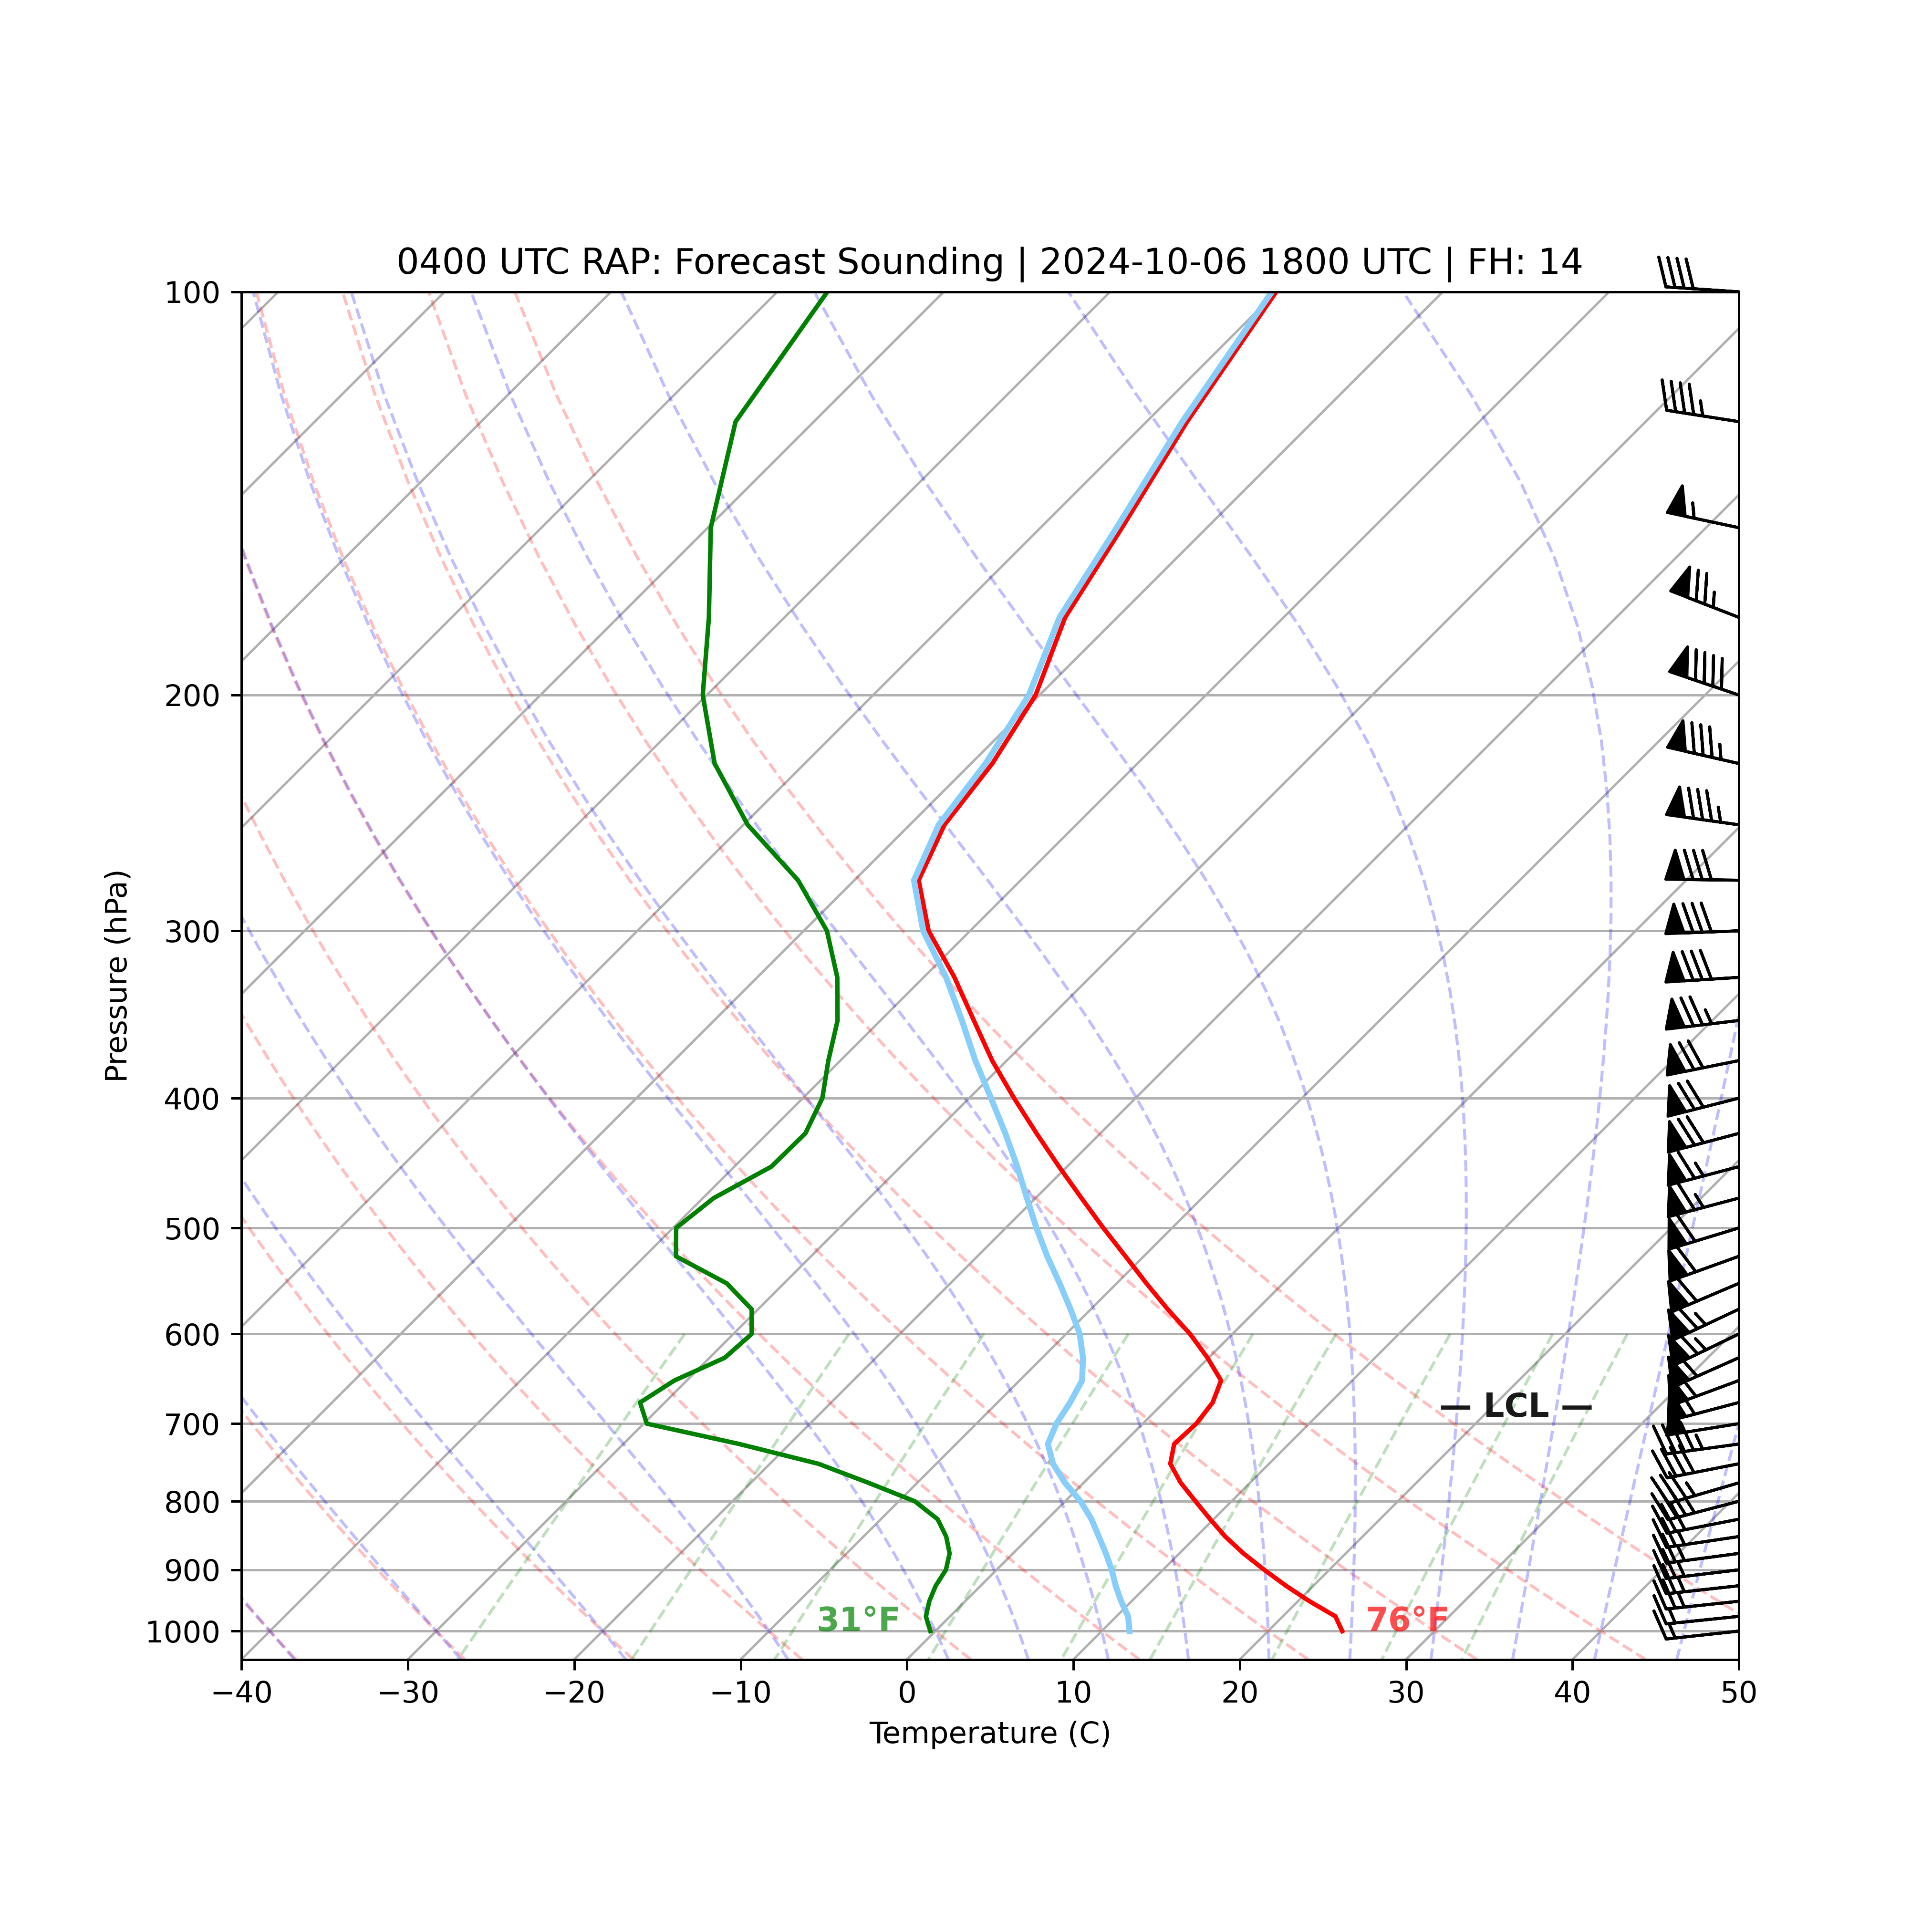 0400 UTC RAP: Forecast Sounding | 2024-10-06 1800 UTC | FH: 14
100
200
300
400
500
600
700
800
900
1000
Pressure (hPa)
— LCL —
31°F
76°F
−40 −30 −20 −10 0 10 20 30 40 50
Temperature (C)